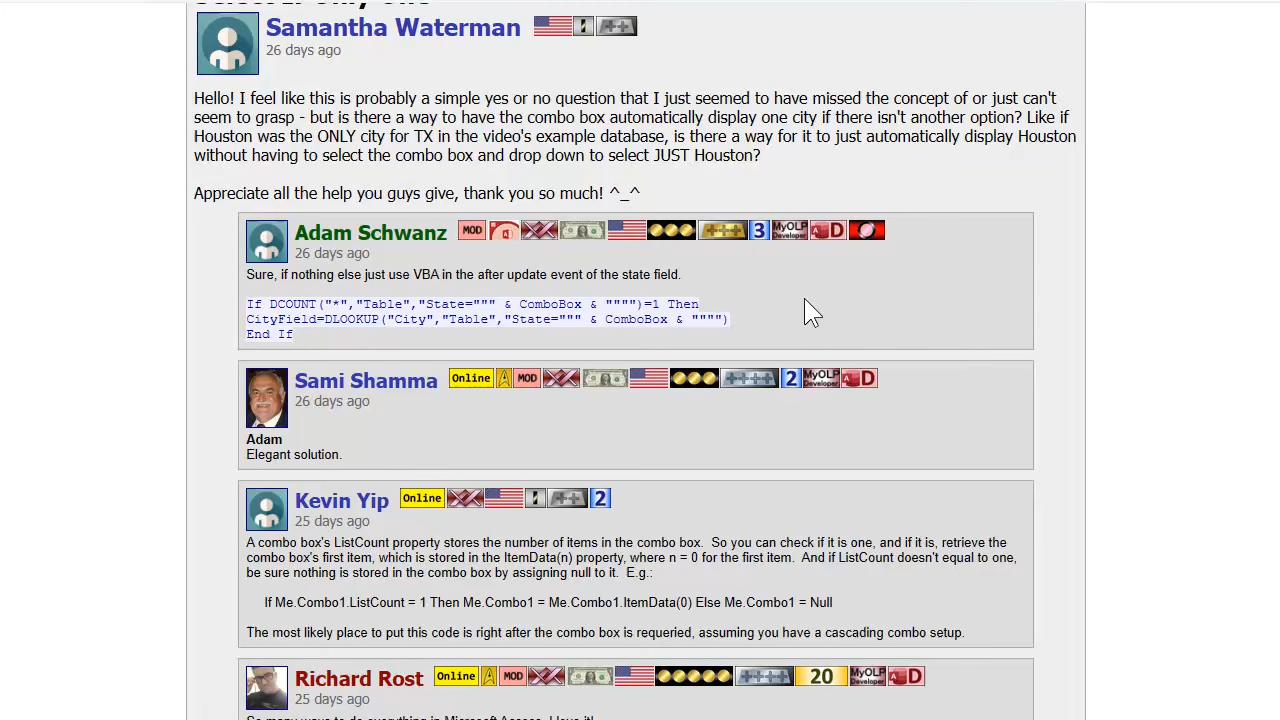 Samantha Waterman
26 days ago
Hello! I feel like this is probably a simple yes or no question that I just seemed to have missed the concept of or just can't
seem to grasp - but is there a way to have the combo box automatically display one city if there isn't another option? Like if
Houston was the ONLY city for TX in the video's example database, is there a way for it to just automatically display Houston
without having to select the combo box and drop down to select JUST Houston?
Appreciate all the help you guys give, thank you so much! ^_^
Adam Schwanz MOD 3 MyOLP Developer D
26 days ago
Sure, if nothing else just use VBA in the after update event of the state field.
If DCOUNT("*","Table","State=""" & ComboBox & """")=1 Then
CityField=DLOOKUP("City","Table","State=""" & ComboBox & """")
End If
Sami Shamma Online MOD 2 MyOLP Developer D
26 days ago
Adam
Elegant solution.
Kevin Yip Online 2
25 days ago
A combo box's ListCount property stores the number of items in the combo box. So you can check if it is one, and if it is, retrieve the
combo box's first item, which is stored in the ItemData(n) property, where n = 0 for the first item. And if ListCount doesn't equal to one,
be sure nothing is stored in the combo box by assigning null to it. E.g.:
If Me.Combo1.ListCount = 1 Then Me.Combo1 = Me.Combo1.ItemData(0) Else Me.Combo1 = Null
The most likely place to put this code is right after the combo box is requeried, assuming you have a cascading combo setup.
Richard Rost Online MOD 20 MyOLP Developer D
25 days ago